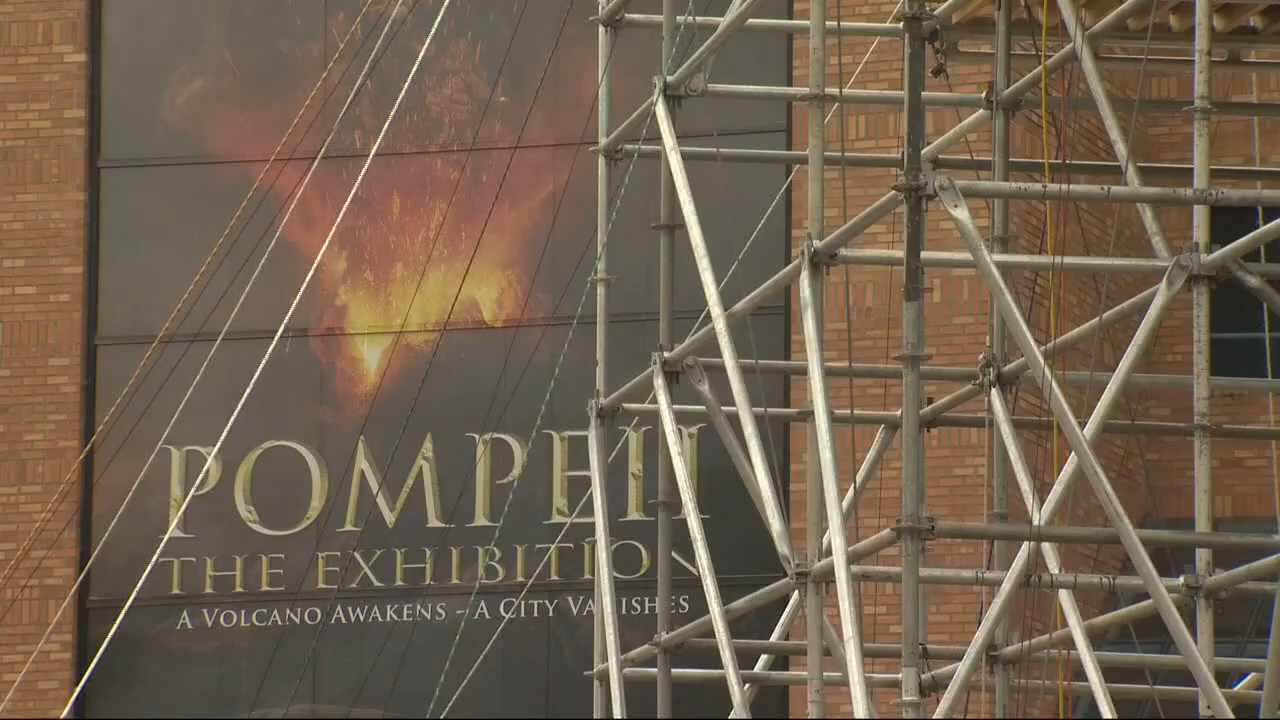 POMPEII
THE EXHIBITION
A VOLCANO AWAKENS - A CITY VANISHES